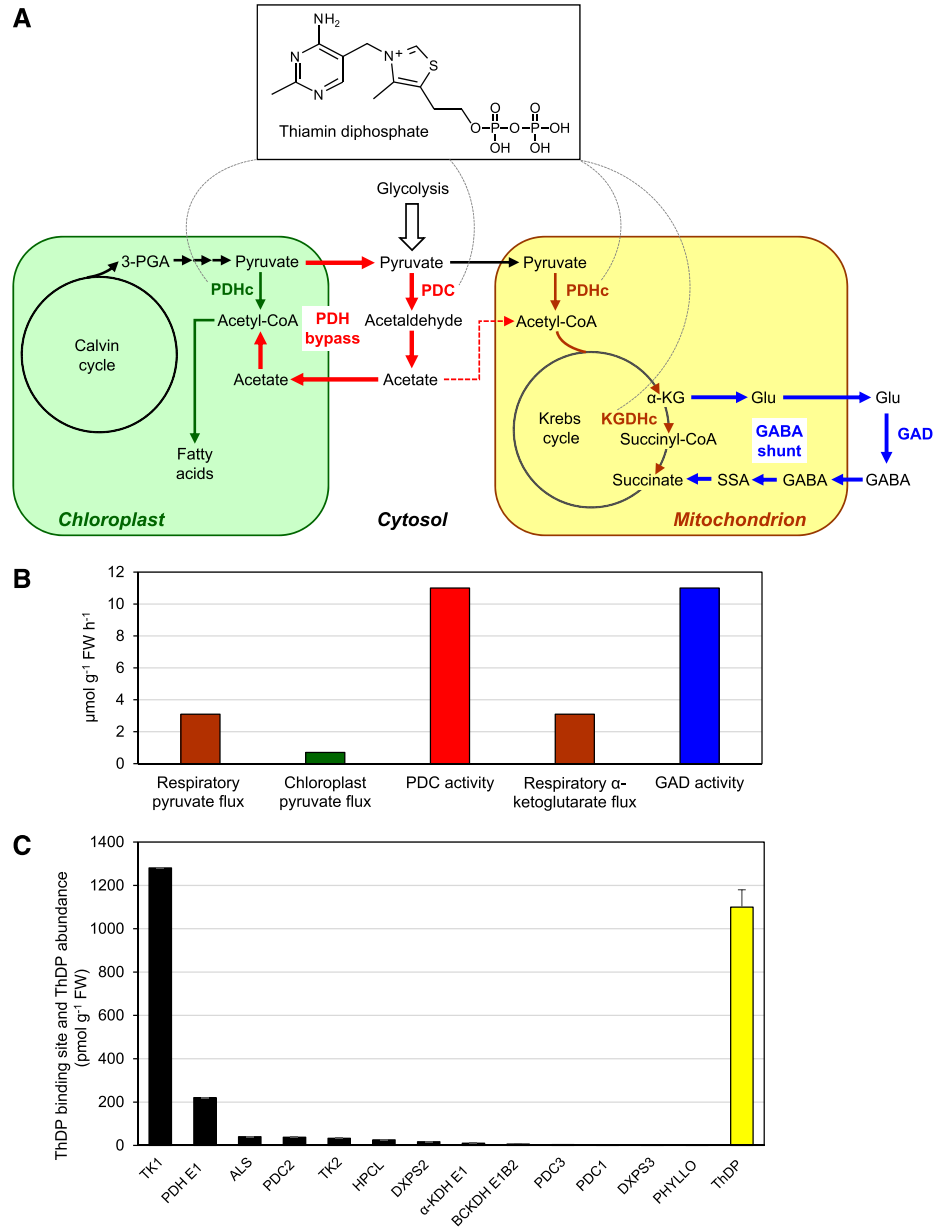 A
NH2
N
N
N+
S
O
O
O
P
O
P
OH
OH
OH
Thiamin diphosphate
Glycolysis
3-PGA
Pyruvate
Pyruvate
Pyruvate
PDHc
PDC
PDHc
Acetyl-CoA
PDH
bypass
Acetaldehyde
Acetyl-CoA
Calvin
cycle
Acetate
Acetate
α-KG
Glu
Glu
Krebs
cycle
KGDHc
Succinyl-CoA
GABA
shunt
GAD
Fatty
acids
Succinate
SSA
GABA
GABA
Chloroplast
Cytosol
Mitochondrion
B
µmol g-1 FW h-1
12
10
8
6
4
2
0
Respiratory
pyruvate flux
Chloroplast
pyruvate flux
PDC activity
Respiratory α-
ketoglutarate flux
GAD activity
C
ThDP binding site and ThDP abundance
(pmol g-1 FW)
1400
1200
1000
800
600
400
200
0
TK1
PDH E1
ALS
PDC2
TK2
HPCL
DXPS2
α-KDH E1
BCKDH E1B2
PDC3
PDC1
DXPS3
PHYLLO
ThDP